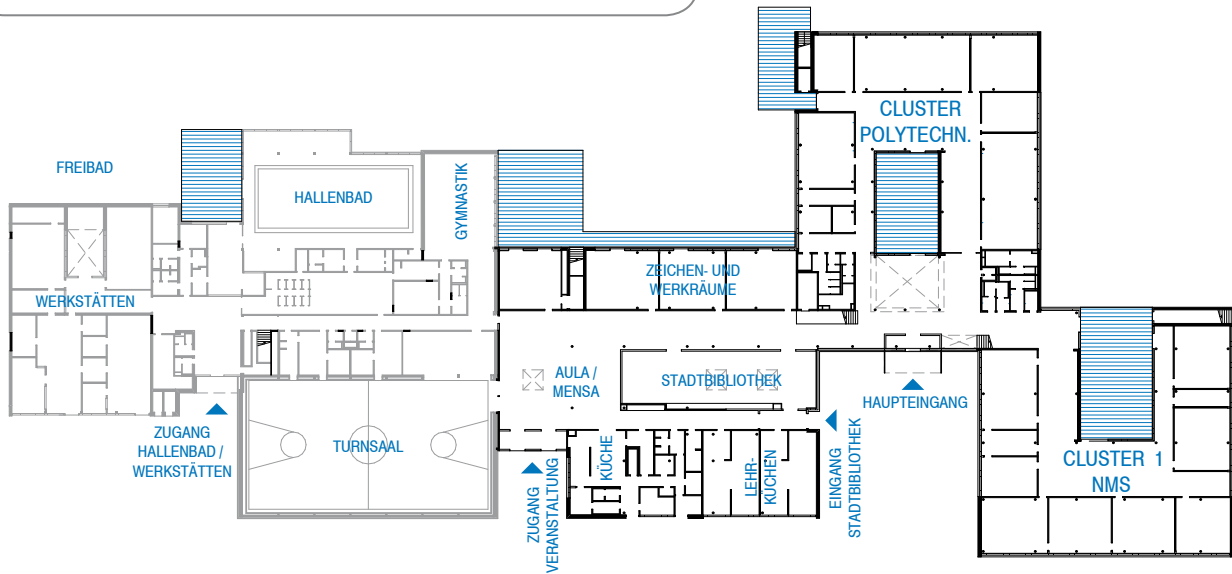 CLUSTER
POLYTECHN.
FREIBAD
HALLENBAD
GYMNASTIK
ZEICHEN- UND
WERKRÄUME
WERKSTÄTTEN
AULA /
MENSA
STADTBIBLIOTHEK
HAUPTEINGANG
ZUGANG
HALLENBAD /
WERKSTÄTTEN
TURNSAAL
ZUGANG
VERANSTALTUNG
KÜCHE
LEHR-
KÜCHEN
EINGANG
STADTBIBLIOTHEK
CLUSTER 1
NMS